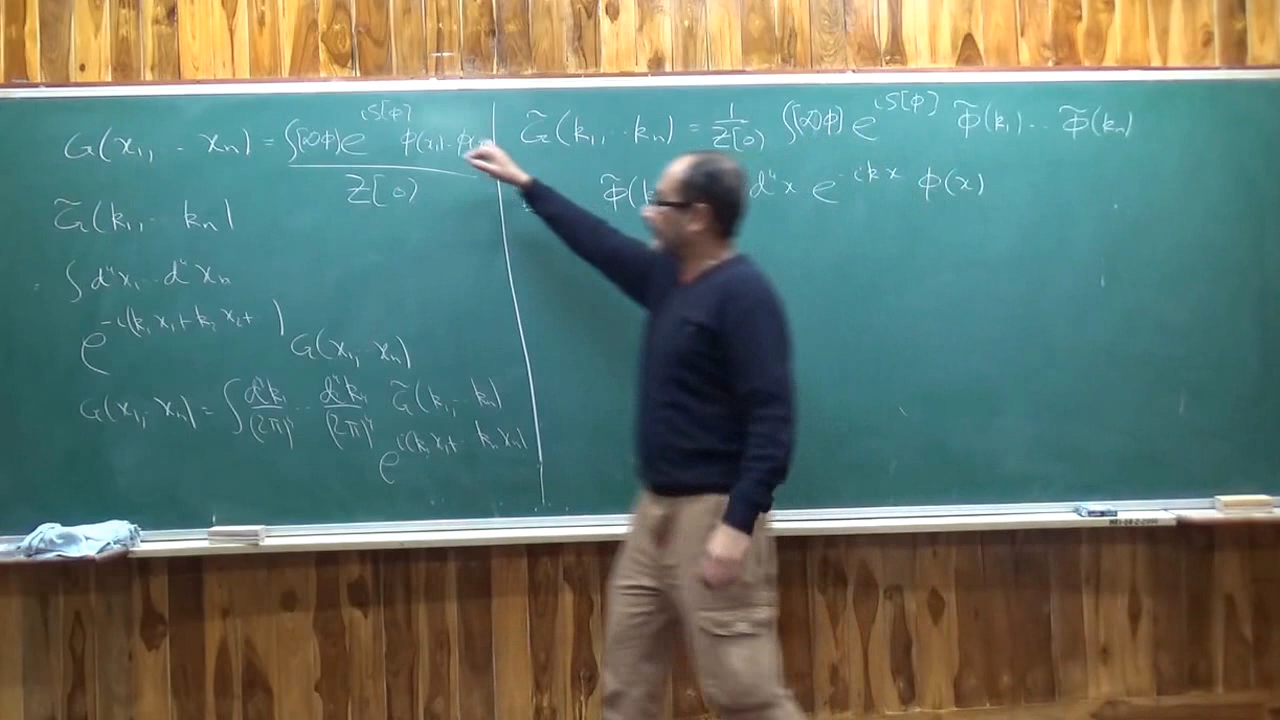 G(x₁, .. xₙ) = ∫[𝒟Φ] e^{iS[Φ]} Φ(x₁)..Φ(
Z[0]
G̃(k₁, .. kₙ)
= ∫ d⁴x₁ .. d⁴xₙ
e^{-i(k₁x₁ + k₂x₂ + )} G(x₁, .. xₙ)
G(x₁, .. xₙ) = ∫ d⁴k₁/(2π)⁴ .. d⁴kₙ/(2π)⁴ G̃(k₁, .. kₙ)
e^{i(k₁x₁ + .. kₙxₙ)}
G̃(k₁, .. kₙ) = 1/Z[0] ∫[𝒟Φ] e^{iS[Φ]} Φ̃(k₁) .. Φ̃(kₙ)
Φ̃(k d⁴x e^{-ikx} Φ(x)
HRI-